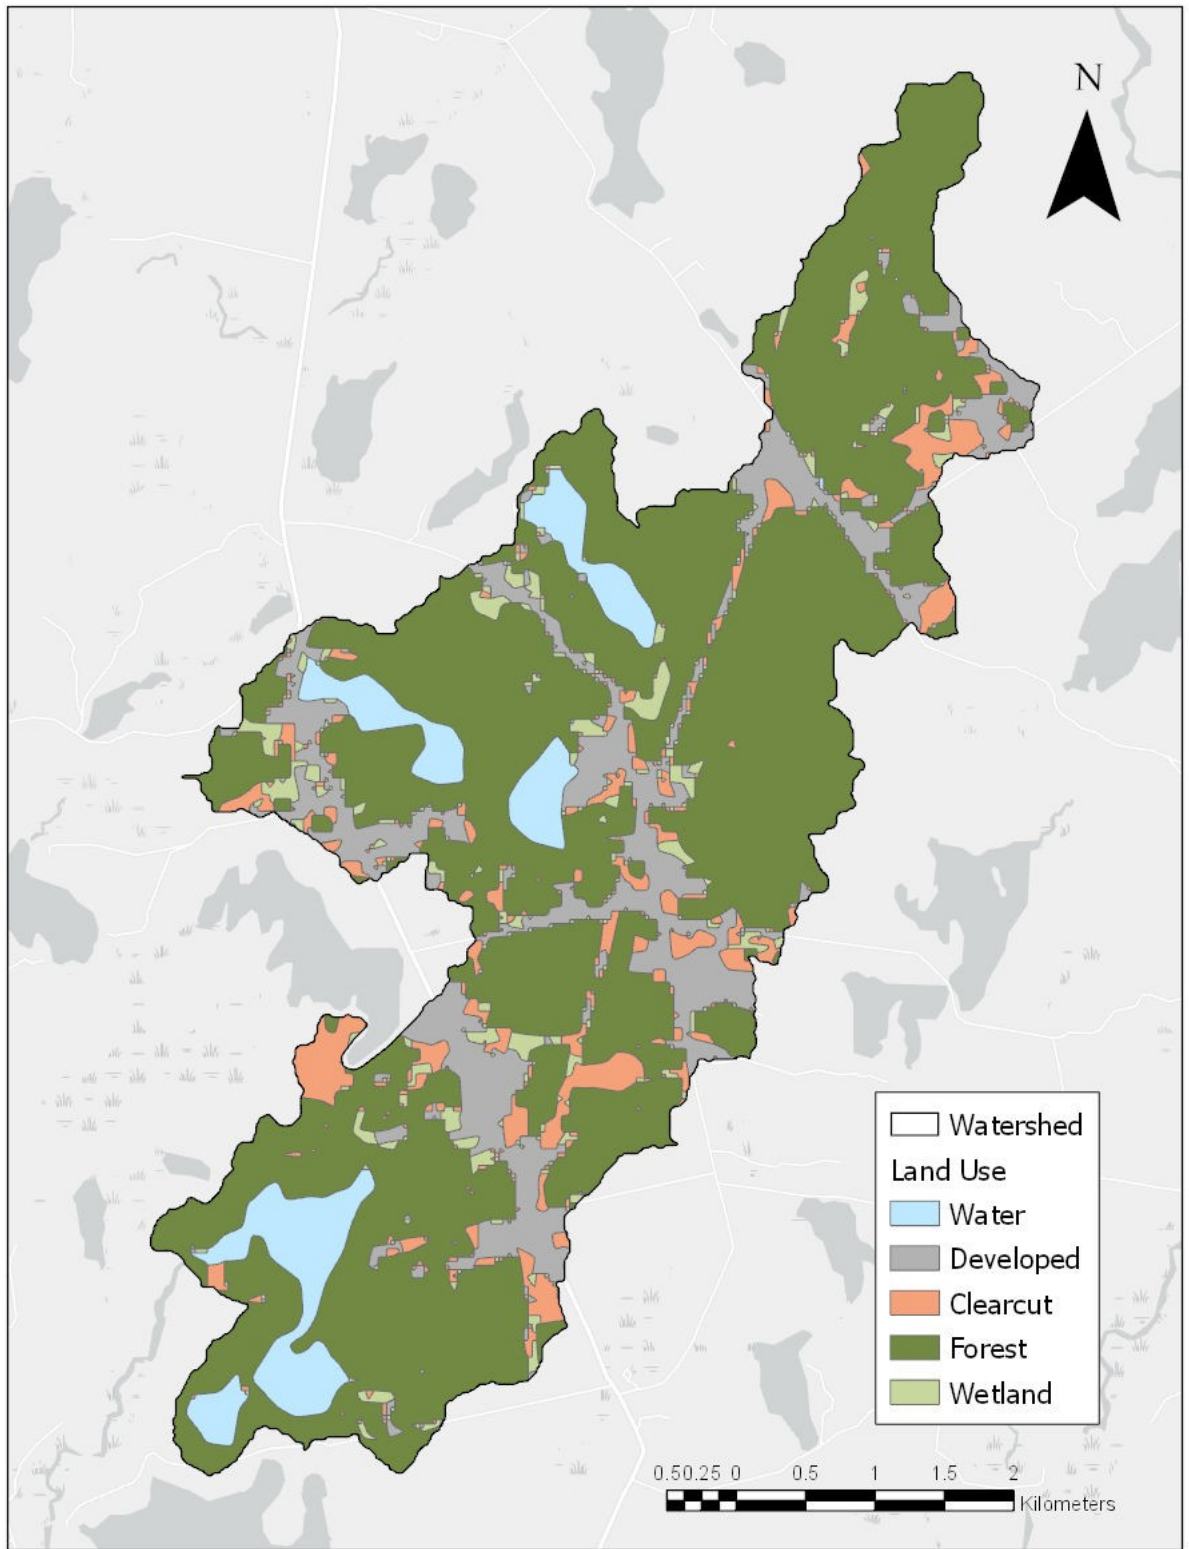 N
Watershed
Land Use
Water
Developed
Clearcut
Forest
Wetland
0.50.25 0 0.5 1 1.5 2
Kilometers